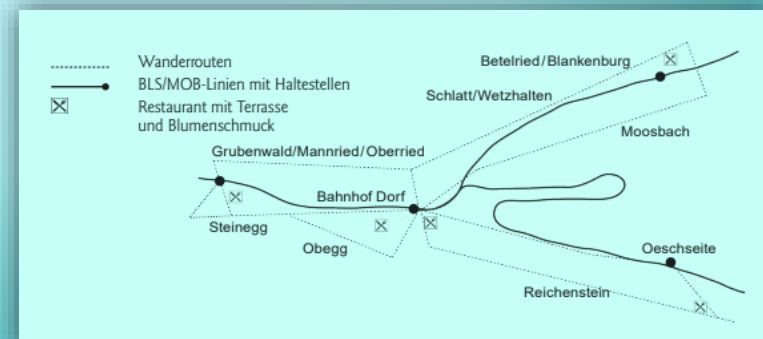 Wanderrouten
BLS/MOB-Linien mit Haltestellen
Restaurant mit Terrasse
und Blumenschmuck
Betelried/Blankenburg
Schlatt/Wetzhalten
Moosbach
Grubenwald/Mannried/Oberried
Bahnhof Dorf
Steinegg
Obegg
Oeschseite
Reichenstein